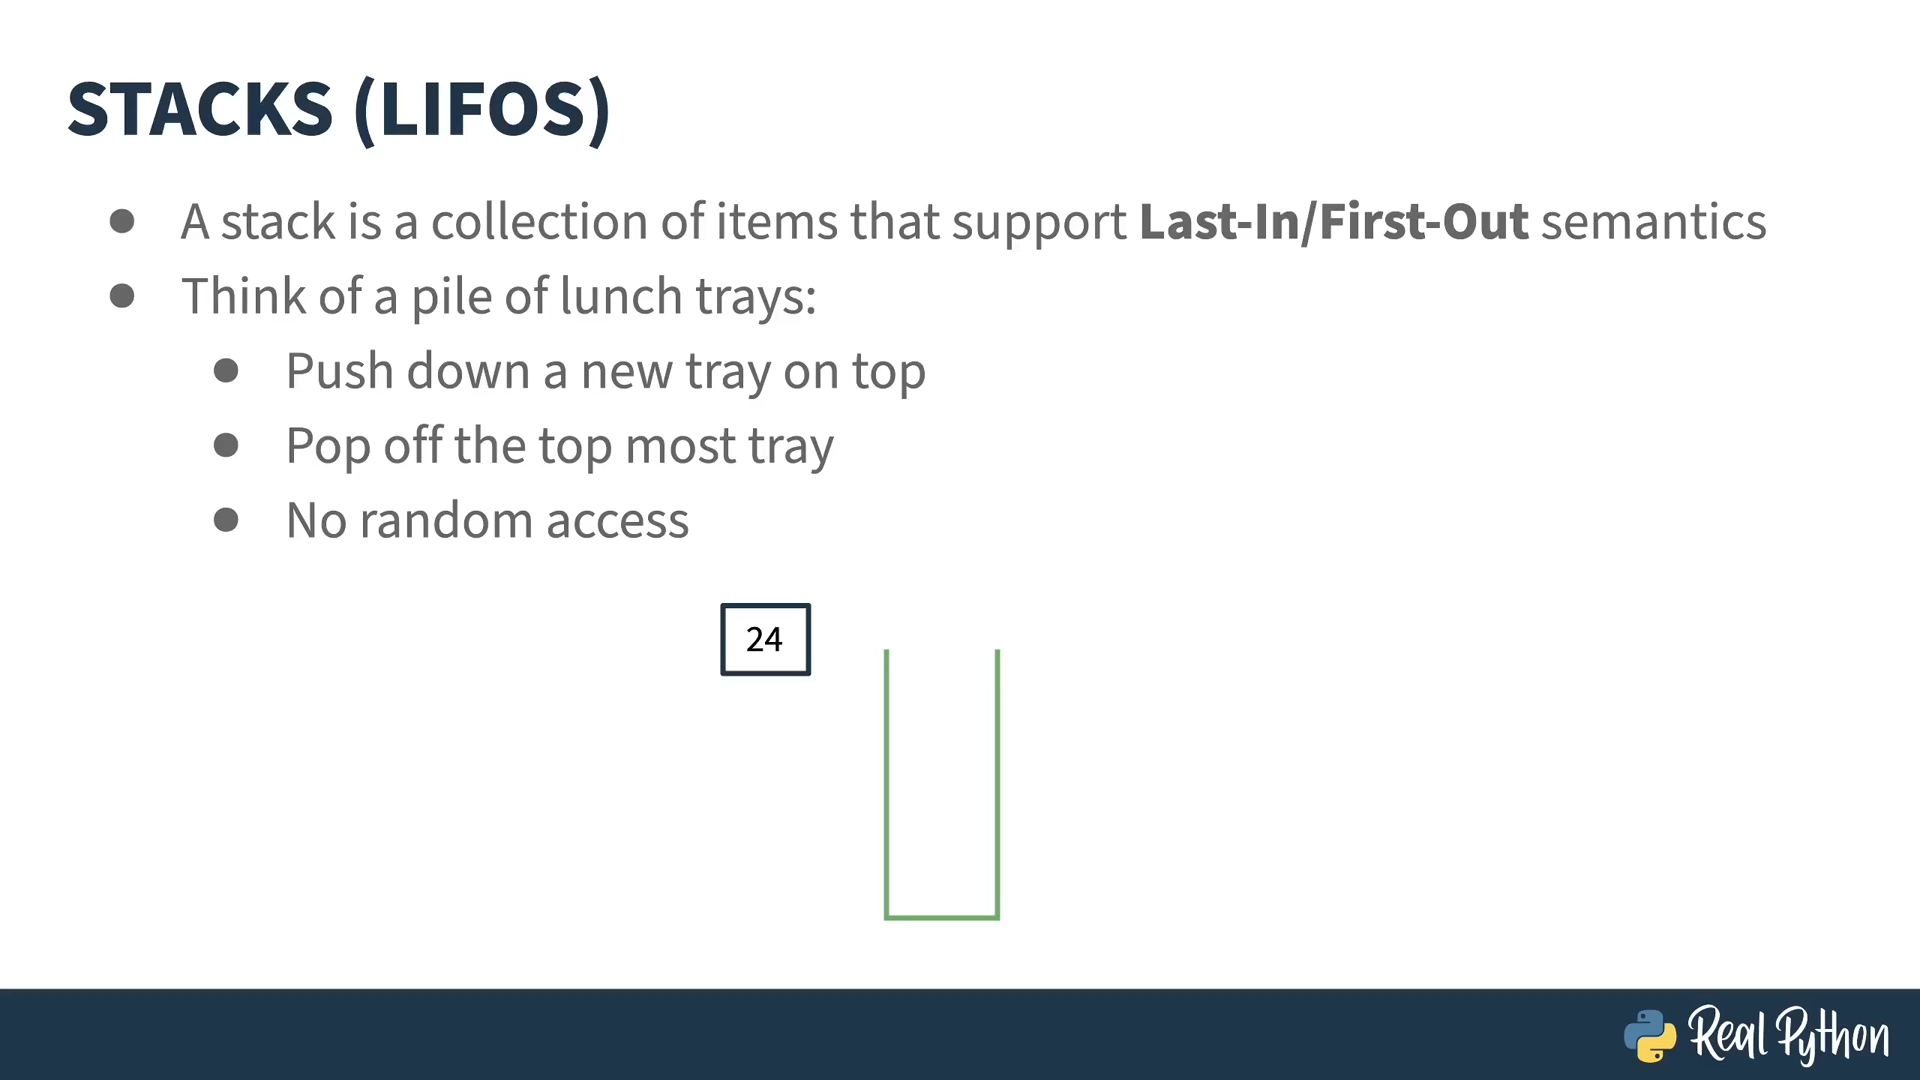 STACKS (LIFOS)
● A stack is a collection of items that support Last-In/First-Out semantics
● Think of a pile of lunch trays:
● Push down a new tray on top
● Pop off the top most tray
● No random access
24
Real Python